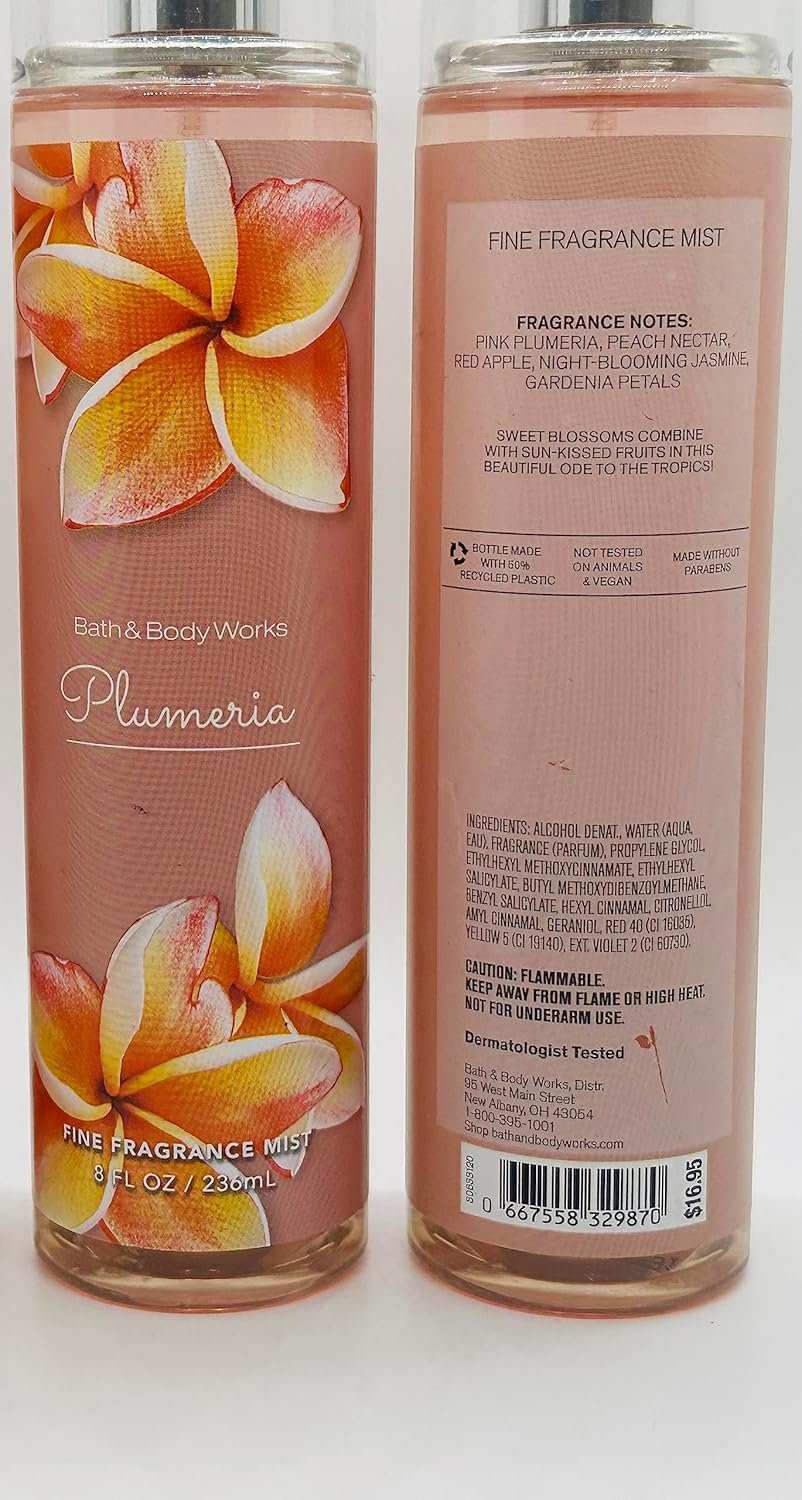 Bath & Body Works
Plumeria
FINE FRAGRANCE MIST
8 FL OZ / 236mL
FINE FRAGRANCE MIST
FRAGRANCE NOTES:
PINK PLUMERIA, PEACH NECTAR,
RED APPLE, NIGHT-BLOOMING JASMINE,
GARDENIA PETALS
SWEET BLOSSOMS COMBINE
WITH SUN-KISSED FRUITS IN THIS
BEAUTIFUL ODE TO THE TROPICS!
BOTTLE MADE
WITH 50%
RECYCLED PLASTIC
NOT TESTED
ON ANIMALS
& VEGAN
MADE WITHOUT
PARABENS
INGREDIENTS: ALCOHOL DENAT., WATER (AQUA,
EAU), FRAGRANCE (PARFUM), PROPYLENE GLYCOL,
ETHYLHEXYL METHOXYCINNAMATE, ETHYLHEXYL
SALICYLATE, BUTYL METHOXYDIBENZOYLMETHANE,
BENZYL SALICYLATE, HEXYL CINNAMAL, CITRONELLOL,
AMYL CINNAMAL, GERANIOL, RED 40 (CI 16035),
YELLOW 5 (CI 19140), EXT. VIOLET 2 (CI 60730).
CAUTION: FLAMMABLE.
KEEP AWAY FROM FLAME OR HIGH HEAT.
NOT FOR UNDERARM USE.
Dermatologist Tested
Bath & Body Works, Distr.
95 West Main Street
New Albany, OH 43054
1-800-395-1001
Shop bathandbodyworks.com
0 667558 329870
$16.95